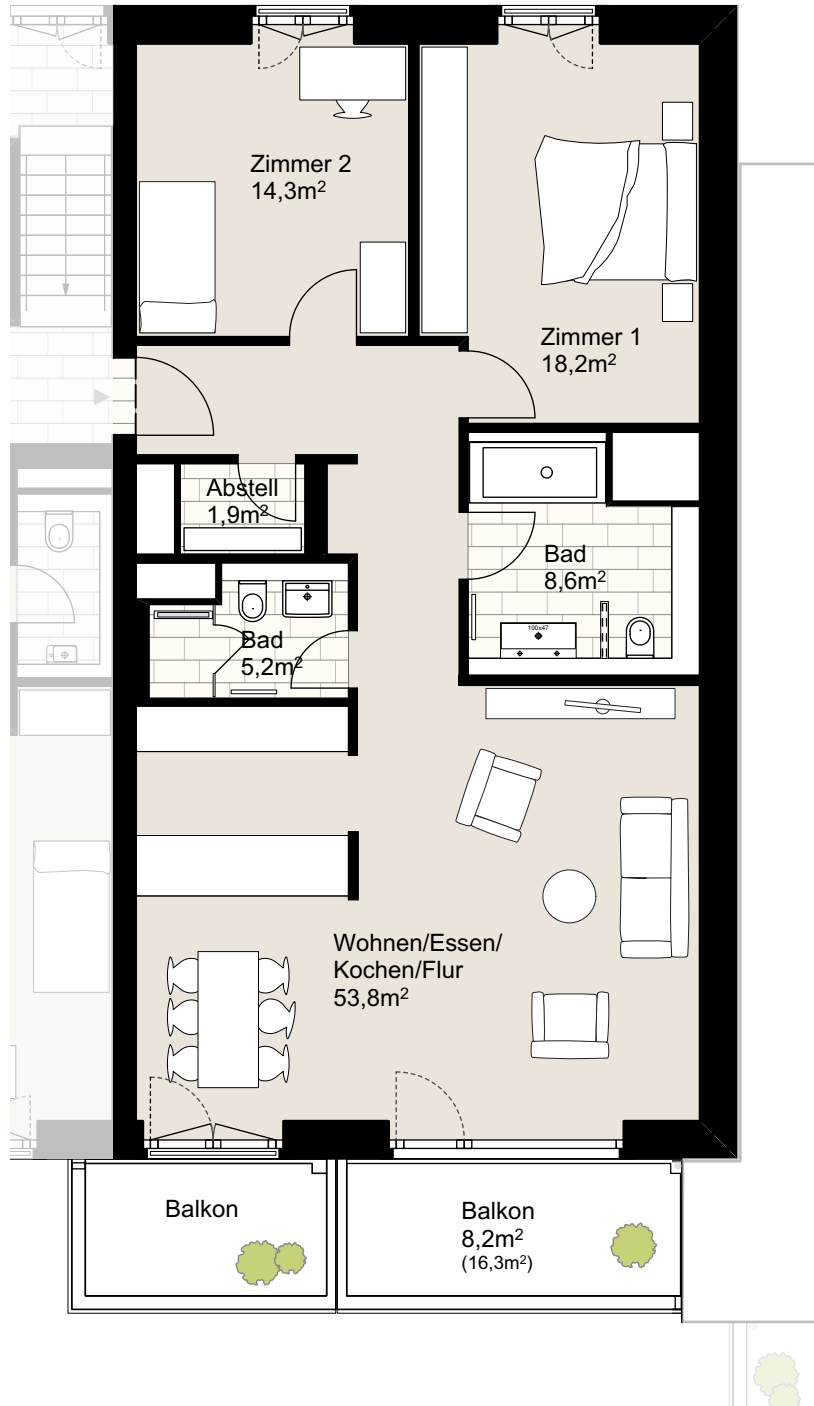 Zimmer 2
14,3m²
Zimmer 1
18,2m²
Abstell
1,9m²
Bad
8,6m²
100x47
Bad
5,2m²
Wohnen/Essen/
Kochen/Flur
53,8m²
Balkon
Balkon
8,2m²
(16,3m²)